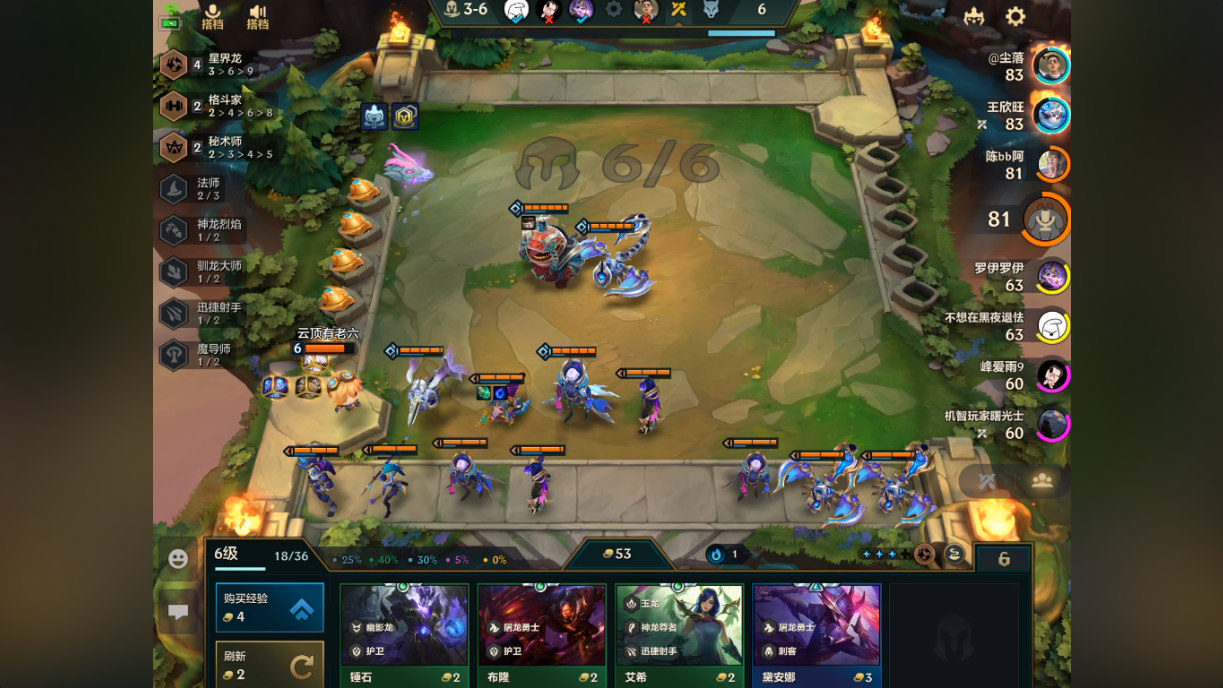 搭档
搭档
3-6
6
4
星界龙
3 > 6 > 9
2
格斗家
2 > 4 > 6 > 8
2
秘术师
2 > 3 > 4 > 5
法师
2 / 3
神龙烈焰
1 / 2
驯龙大师
1 / 2
迅捷射手
1 / 2
魔导师
1 / 2
6/6
@尘落
83
王欣旺
83
陈bb阿
81
81
罗伊罗伊
63
不想在黑夜退怯
63
峰爱雨9
60
机智玩家曙光士
60
云顶有老六
6
6级
18/36
25%
40%
30%
5%
0%
53
1
购买经验
4
刷新
2
幽影龙
护卫
锤石
2
屠龙勇士
护卫
布隆
2
玉龙
神龙尊者
迅捷射手
艾希
2
屠龙勇士
刺客
黛安娜
3